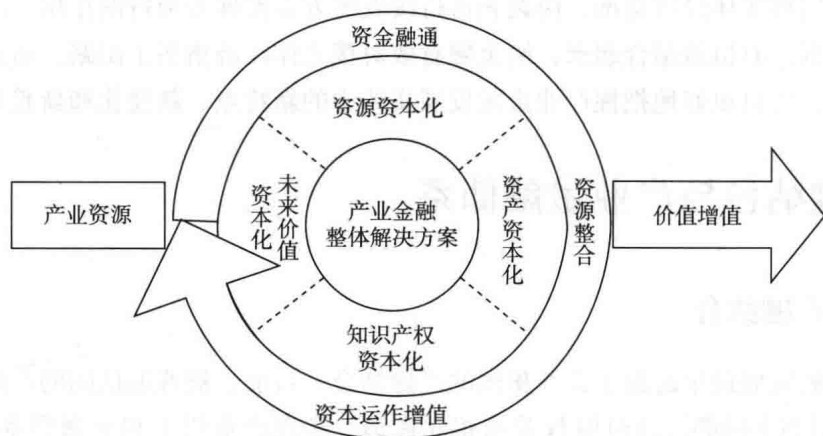 资金融通
资源资本化
产业资源
未来价值
资本化
产业金融
整体解决方案
资产资本化
资源整合
价值增值
知识产权
资本化
资本运作增值